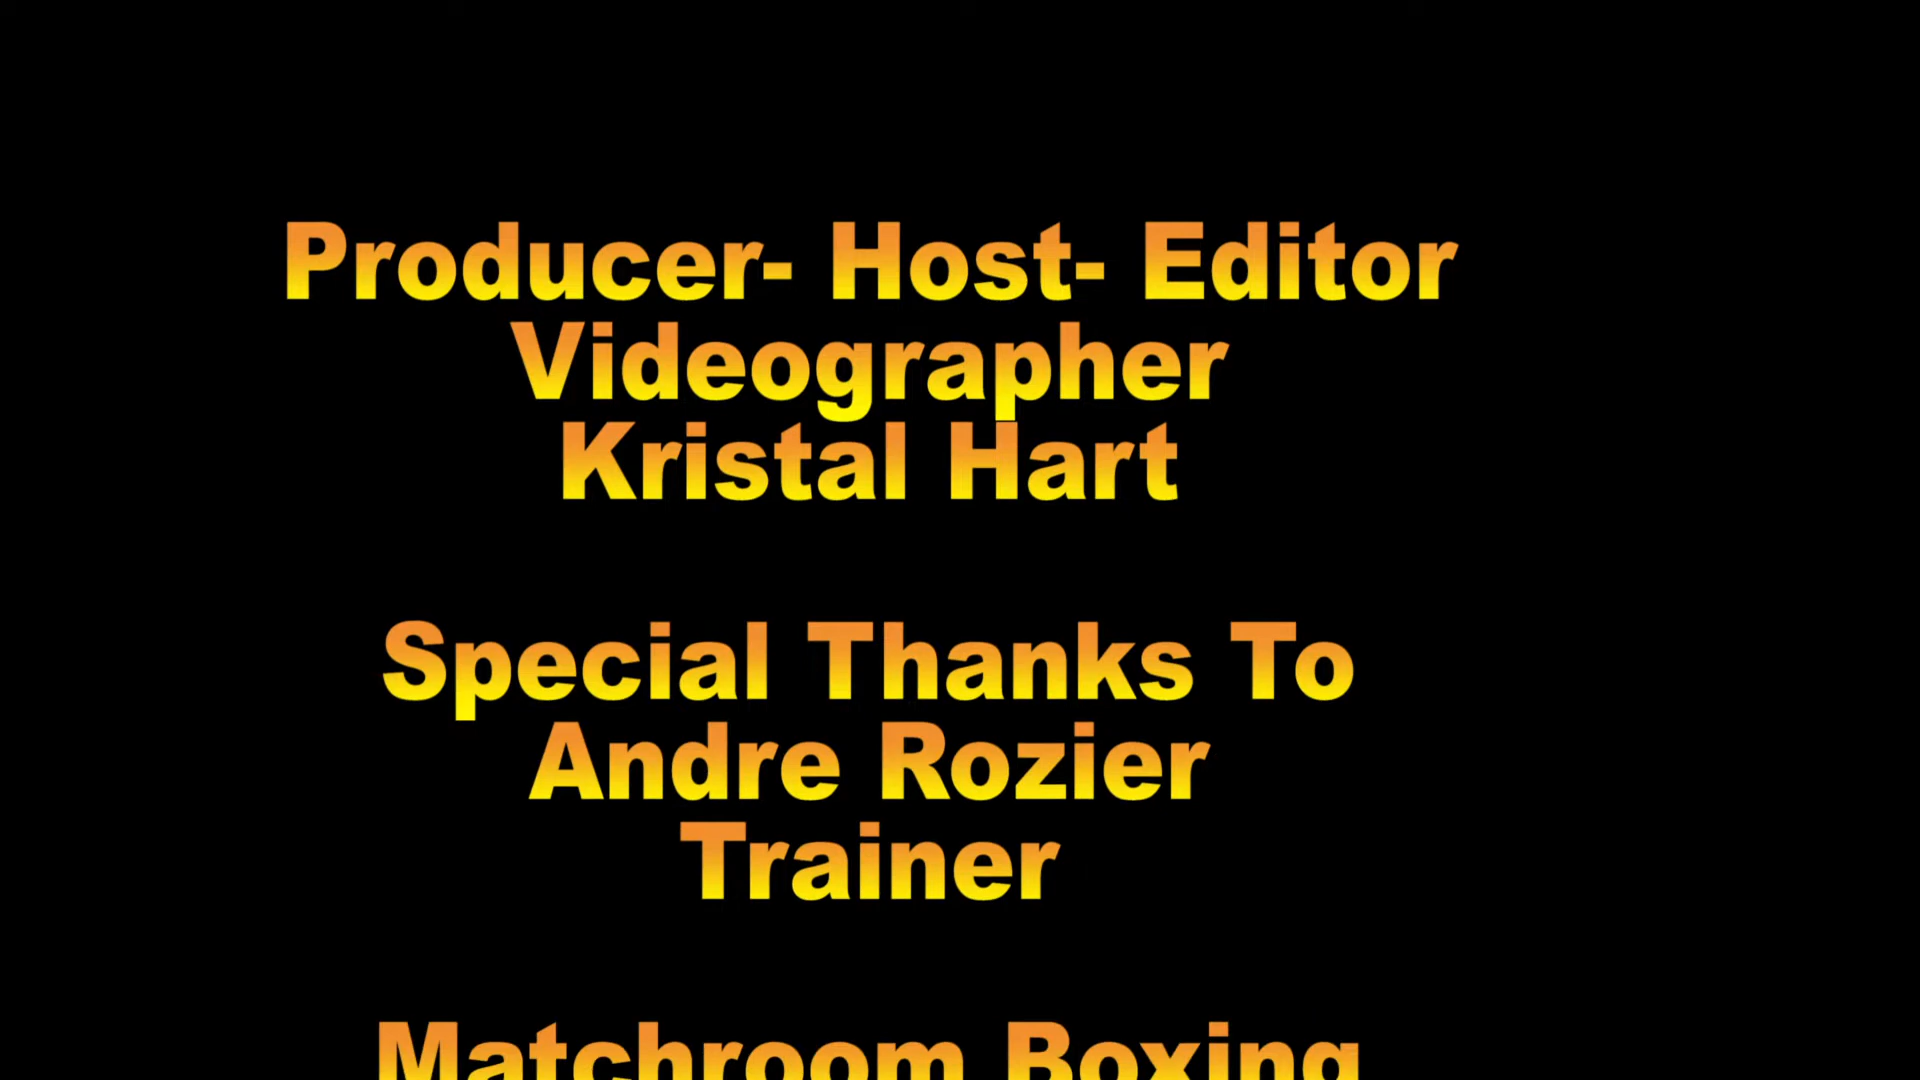 Producer- Host- Editor
Videographer
Kristal Hart
Special Thanks To
Andre Rozier
Trainer
Matchroom Boxing